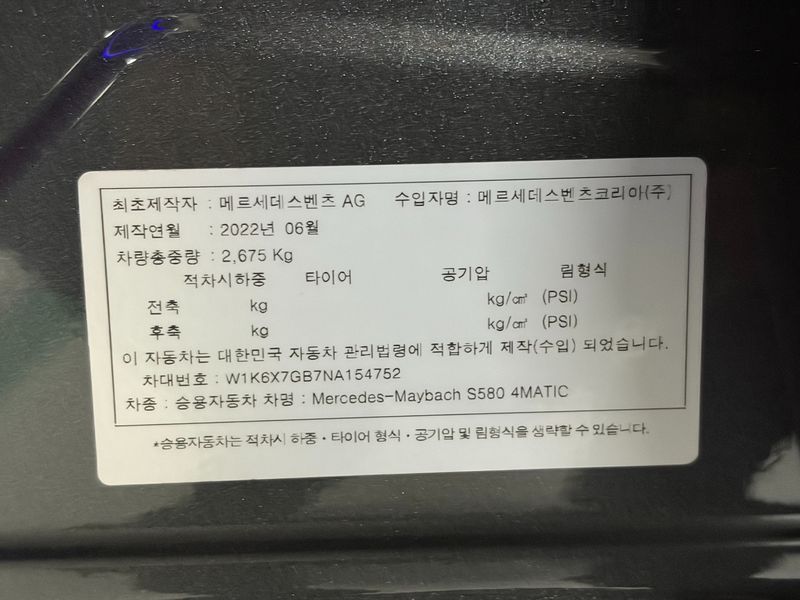 최초제작자 : 메르세데스벤츠 AG 수입자명 : 메르세데스벤츠코리아(주)
제작연월 : 2022년 06월
차량총중량 : 2,675 Kg
적차시하중 타이어 공기압 림형식
전축 kg kg/㎠ (PSI)
후축 kg kg/㎠ (PSI)
이 자동차는 대한민국 자동차 관리법령에 적합하게 제작(수입) 되었습니다.
차대번호 : W1K6X7GB7NA154752
차종 : 승용자동차 차명 : Mercedes-Maybach S580 4MATIC
*승용자동차는 적차시 하중・타이어 형식・공기압 및 림형식을 생략할 수 있습니다.